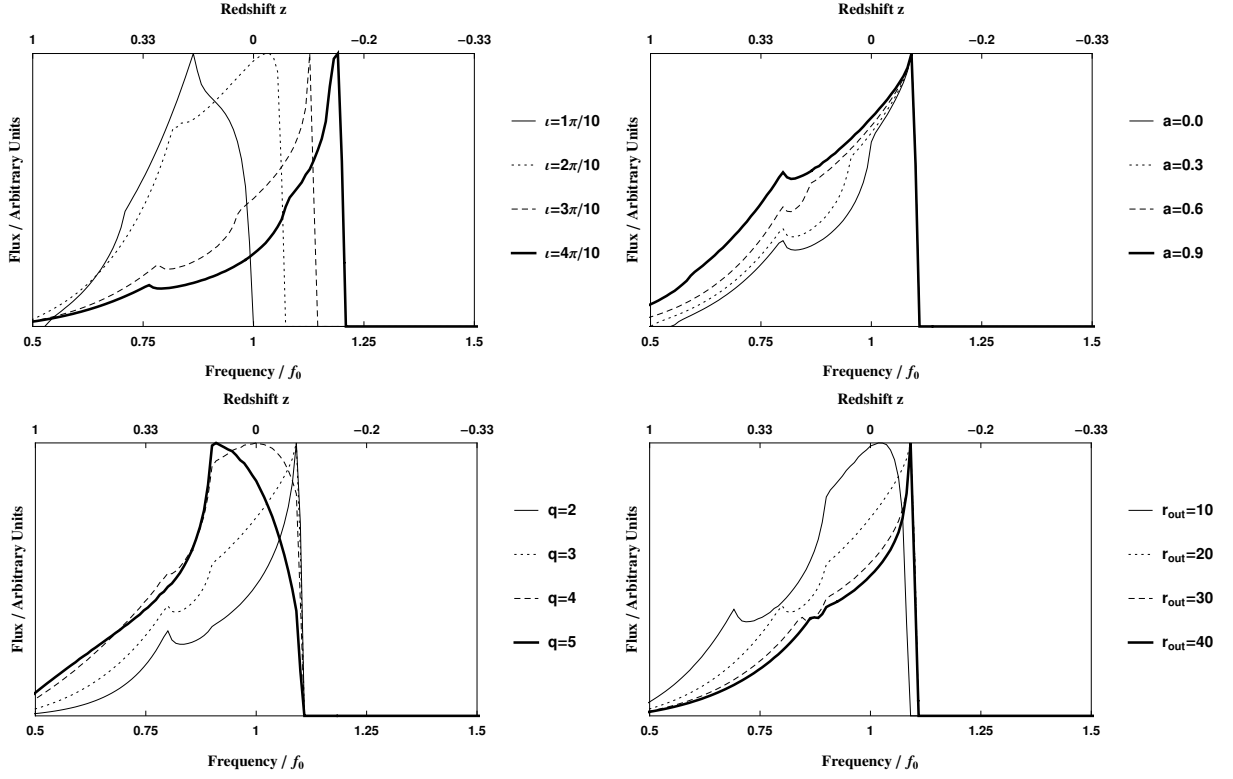 Redshift z
1 0.33 0 −0.2 −0.33
Flux / Arbitrary Units
ι=1π/10
ι=2π/10
ι=3π/10
ι=4π/10
0.5 0.75 1 1.25 1.5
Frequency / f0
Redshift z
1 0.33 0 −0.2 −0.33
Flux / Arbitrary Units
a=0.0
a=0.3
a=0.6
a=0.9
0.5 0.75 1 1.25 1.5
Frequency / f0
Redshift z
1 0.33 0 −0.2 −0.33
Flux / Arbitrary Units
q=2
q=3
q=4
q=5
0.5 0.75 1 1.25 1.5
Frequency / f0
Redshift z
1 0.33 0 −0.2 −0.33
Flux / Arbitrary Units
rout=10
rout=20
rout=30
rout=40
0.5 0.75 1 1.25 1.5
Frequency / f0